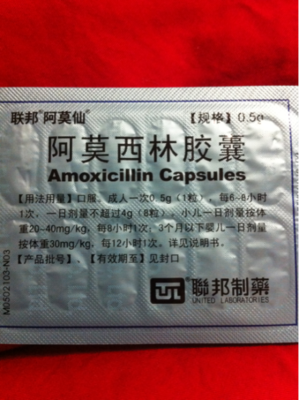 联邦"阿莫仙" 【规格】0.5g
阿莫西林胶囊
Amoxicillin Capsules
【用法用量】口服。成人一次0.5g(1粒),每6~8小时
1次,一日剂量不超过4g(8粒),小儿一日剂量按体
重20-40mg/kg,每8小时1次;3个月以下婴儿一日剂量
按体重30mg/kg,每12小时1次。详见说明书。
【产品批号】、【有效期至】见封口
聯邦制藥
UNITED LABORATORIES
M0502103-N03